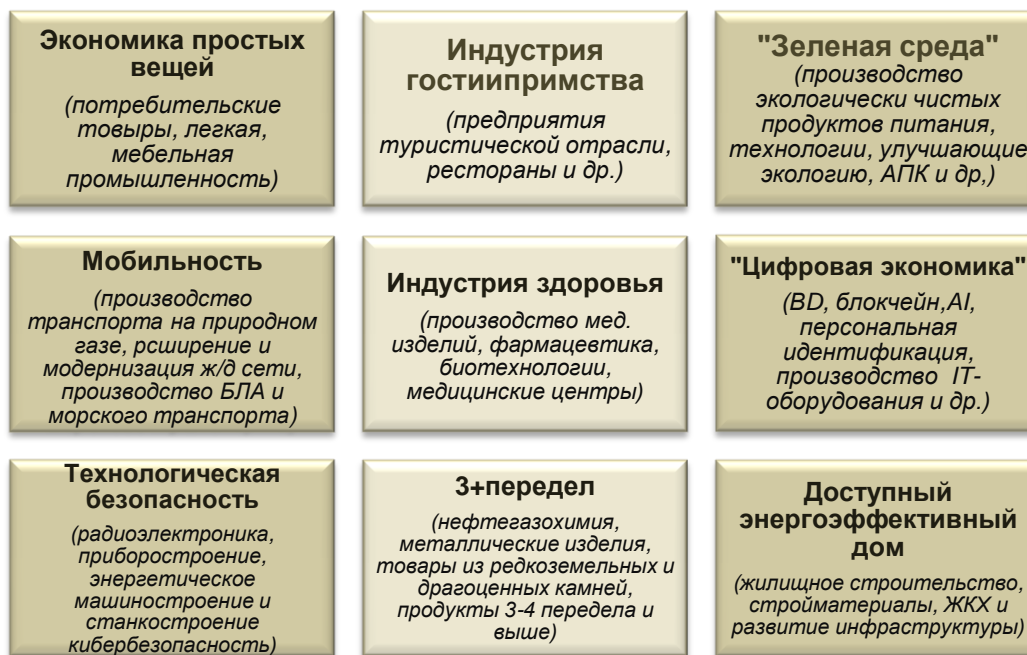 Экономика простых
вещей
(потребительские
товыры, легкая,
мебельная
промышленность)
Индустрия
гостиипримства
(предприятия
туристической отрасли,
рестораны и др.)
"Зеленая среда"
(производство
экологически чистых
продуктов питания,
технологии, улучшающие
экологию, АПК и др,)
Мобильность
(производство
транспорта на природном
газе, рсширение и
модернизация ж/д сети,
производство БЛА и
морского транспорта)
Индустрия здоровья
(производство мед.
изделий, фармацевтика,
биотехнологии,
медицинские центры)
"Цифровая экономика"
(BD, блокчейн,AI,
персональная
идентификация,
производство IT-
оборудования и др.)
Технологическая
безопасность
(радиоэлектроника,
приборостроение,
энергетическое
машиностроение и
станкостроение
кибербезопасность)
3+передел
(нефтегазохимия,
металлические изделия,
товары из редкоземельных и
драгоценных камней,
продукты 3-4 передела и
выше)
Доступный
энергоэффективный
дом
(жилищное строительство,
стройматериалы, ЖКХ и
развитие инфраструктуры)